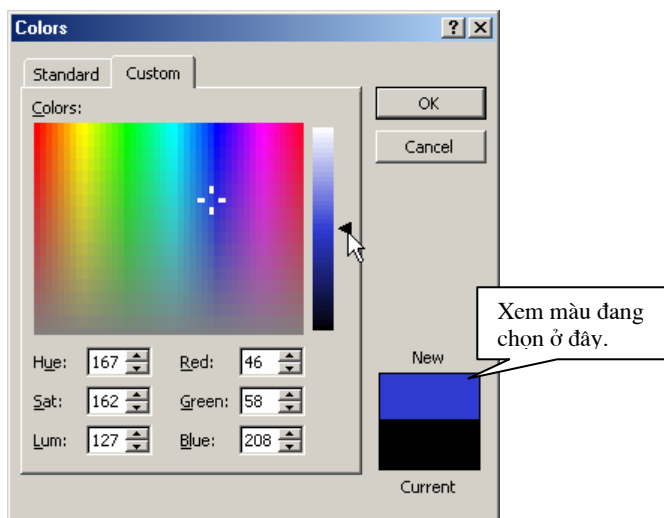 Colors
Standard Custom
Colors:
OK
Cancel
Xem màu đang
chọn ở đây.
New
Hue: 167 Red: 46
Sat: 162 Green: 58
Lum: 127 Blue: 208
Current